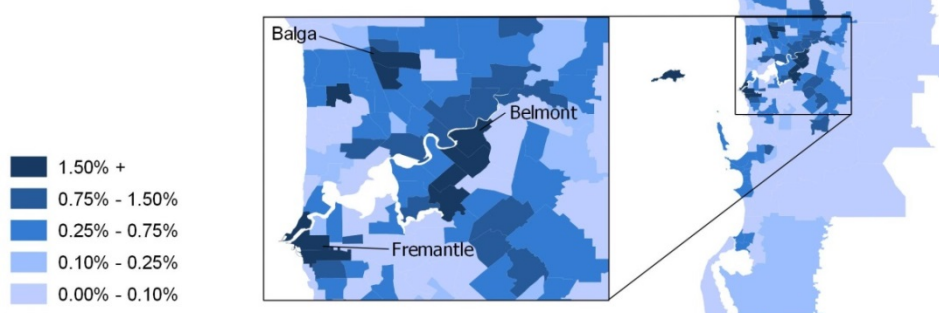 Balga
Belmont
Fremantle
1.50% +
0.75% - 1.50%
0.25% - 0.75%
0.10% - 0.25%
0.00% - 0.10%